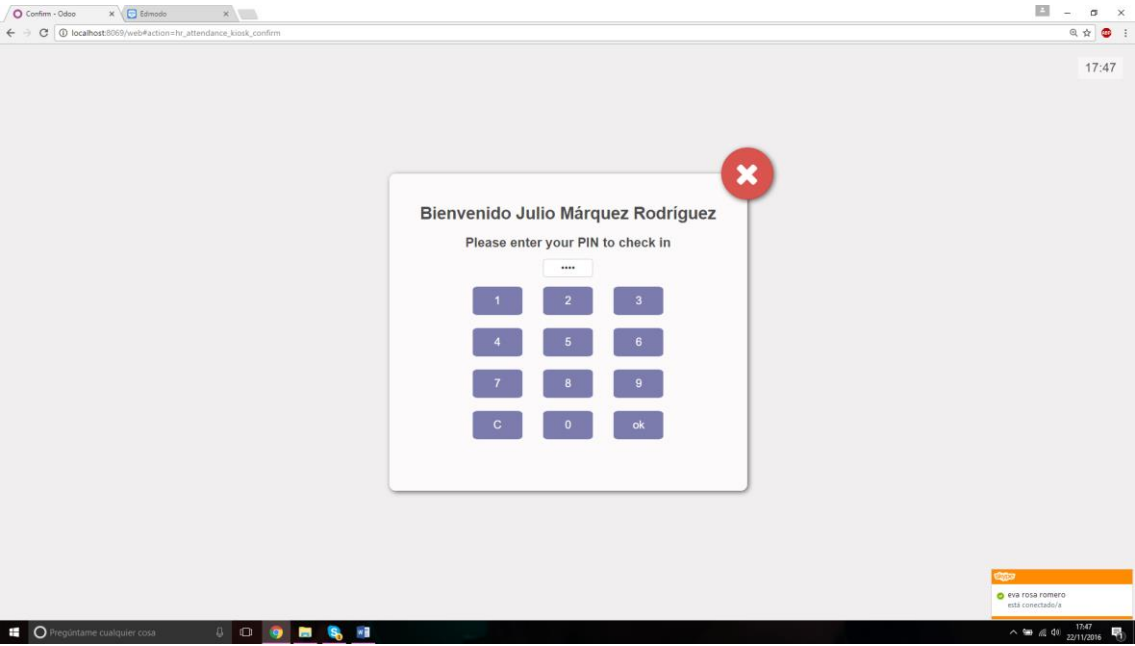 Confirm - Odoo
Edmodo
localhost:8069/web#action=hr_attendance_kiosk_confirm
ABP
17:47
Bienvenido Julio Márquez Rodríguez
Please enter your PIN to check in
••••
1 2 3
4 5 6
7 8 9
C 0 ok
skype
eva rosa romero
está conectado/a
Pregúntame cualquier cosa
17:47
22/11/2016